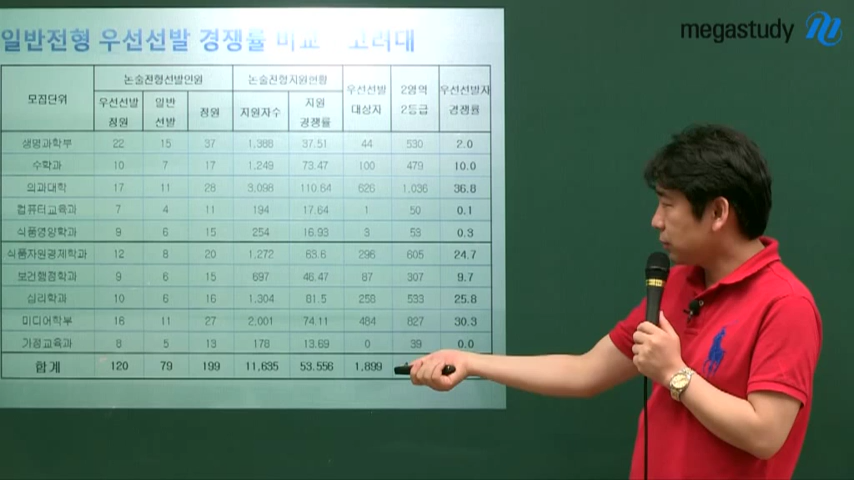 megastudy
일반전형 우선선발 경쟁률 비교 고려대
모집단위 논술전형선발인원 논술전형지원현황 우선선발 대상자 2영역 2등급 우선선발자 경쟁률
우선선발 정원 일반 선발 정원 지원자수 지원 경쟁률
생명과학부 22 15 37 1,388 37.51 44 530 2.0
수학과 10 7 17 1,249 73.47 100 479 10.0
의과대학 17 11 28 3,098 110.64 626 1,036 36.8
컴퓨터교육과 7 4 11 194 17.64 1 50 0.1
식품영양학과 9 6 15 254 16.93 3 53 0.3
식품자원경제학과 12 8 20 1,272 63.6 296 605 24.7
보건행정학과 9 6 15 697 46.47 87 307 9.7
심리학과 10 6 16 1,304 81.5 258 533 25.8
미디어학부 16 11 27 2,001 74.11 484 827 30.3
가정교육과 8 5 13 178 13.69 0 39 0.0
합계 120 79 199 11,635 53.556 1,899